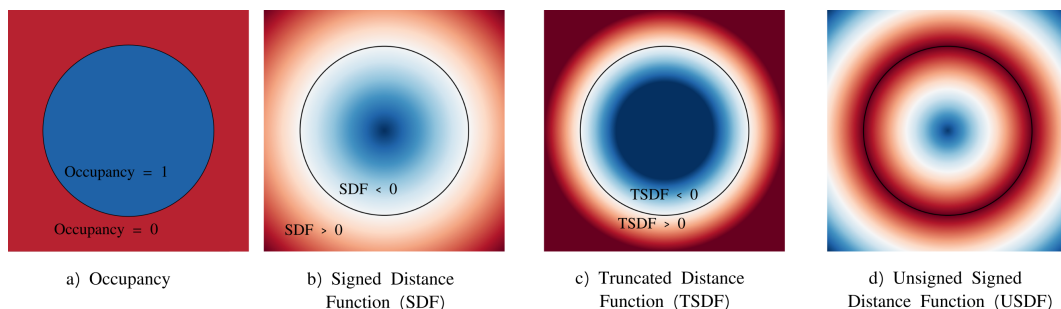 Occupancy = 1
Occupancy = 0
a) Occupancy
SDF < 0
SDF > 0
b) Signed Distance
Function (SDF)
TSDF < 0
TSDF > 0
c) Truncated Distance
Function (TSDF)
d) Unsigned Signed
Distance Function (USDF)